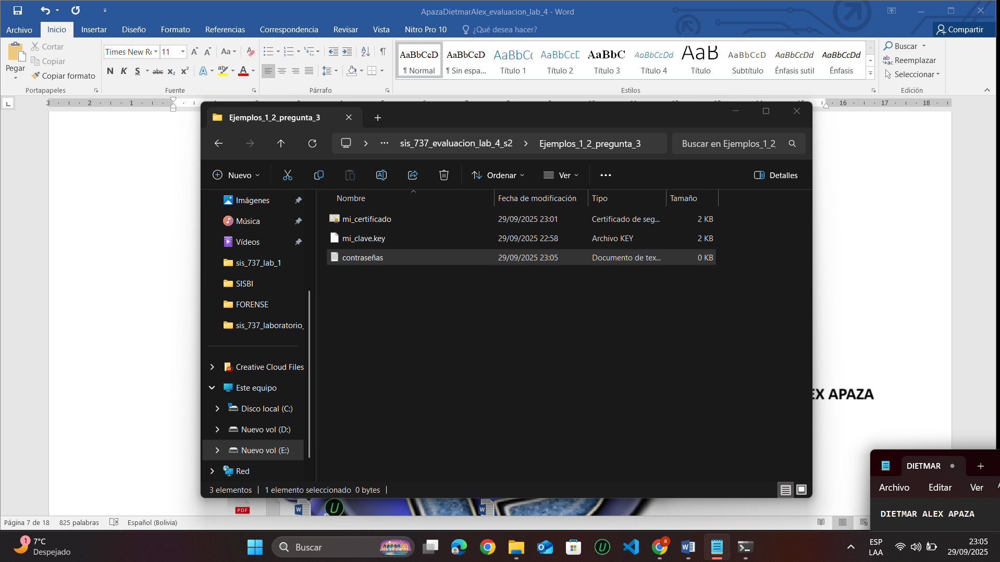 ApazaDietmarAlex_evaluacion_lab_4 - Word
Archivo Inicio Insertar Diseño Formato Referencias Correspondencia Revisar Vista Nitro Pro 10 ¿Qué desea hacer? Compartir
Pegar
Cortar
Copiar
Copiar formato
Portapapeles
Times New Ro 11 Aa
N K S abc x₂ x²
Fuente
Párrafo
AaBbCcD AaBbCcD AaBbC AaBbCcE AaBbC AaBbCcDd AaB AaBbCcD AaBbCcDd AaBbCcDd
¶ Normal ¶ Sin espa... Título 1 Título 2 Título 3 Título 4 Título Subtítulo Énfasis sutil Énfasis
Estilos
Buscar
Reemplazar
Seleccionar
Edición
3 2 1 16 17 18
Ejemplos_1_2_pregunta_3
sis_737_evaluacion_lab_4_s2 > Ejemplos_1_2_pregunta_3
Buscar en Ejemplos_1_2_
Nuevo Ordenar Ver Detalles
Nombre Fecha de modificación Tipo Tamaño
mi_certificado 29/09/2025 23:01 Certificado de seg... 2 KB
mi_clave.key 29/09/2025 22:58 Archivo KEY 2 KB
contraseñas 29/09/2025 23:05 Documento de tex... 0 KB
Imágenes
Música
Vídeos
sis_737_lab_1
SISBI
FORENSE
sis_737_laboratorio_
Creative Cloud Files
Este equipo
Disco local (C:)
Nuevo vol (D:)
Nuevo vol (E:)
Red
3 elementos 1 elemento seleccionado 0 bytes
EX APAZA
DIETMAR
Archivo Editar Ver
DIETMAR ALEX APAZA
PDF
Página 7 de 18 825 palabras Español (Bolivia)
1
7°C
Despejado
Buscar
ESP
LAA
23:05
29/09/2025